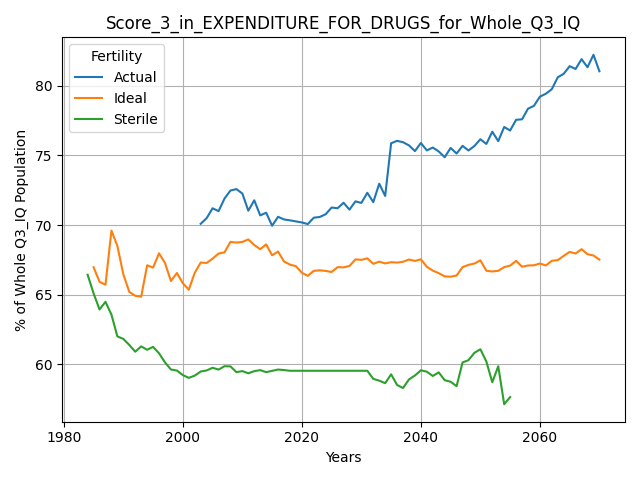 Score_3_in_EXPENDITURE_FOR_DRUGS_for_Whole_Q3_IQ
Fertility
Actual
Ideal
Sterile
% of Whole Q3_IQ Population
80
75
70
65
60
1980
2000
2020
2040
2060
Years